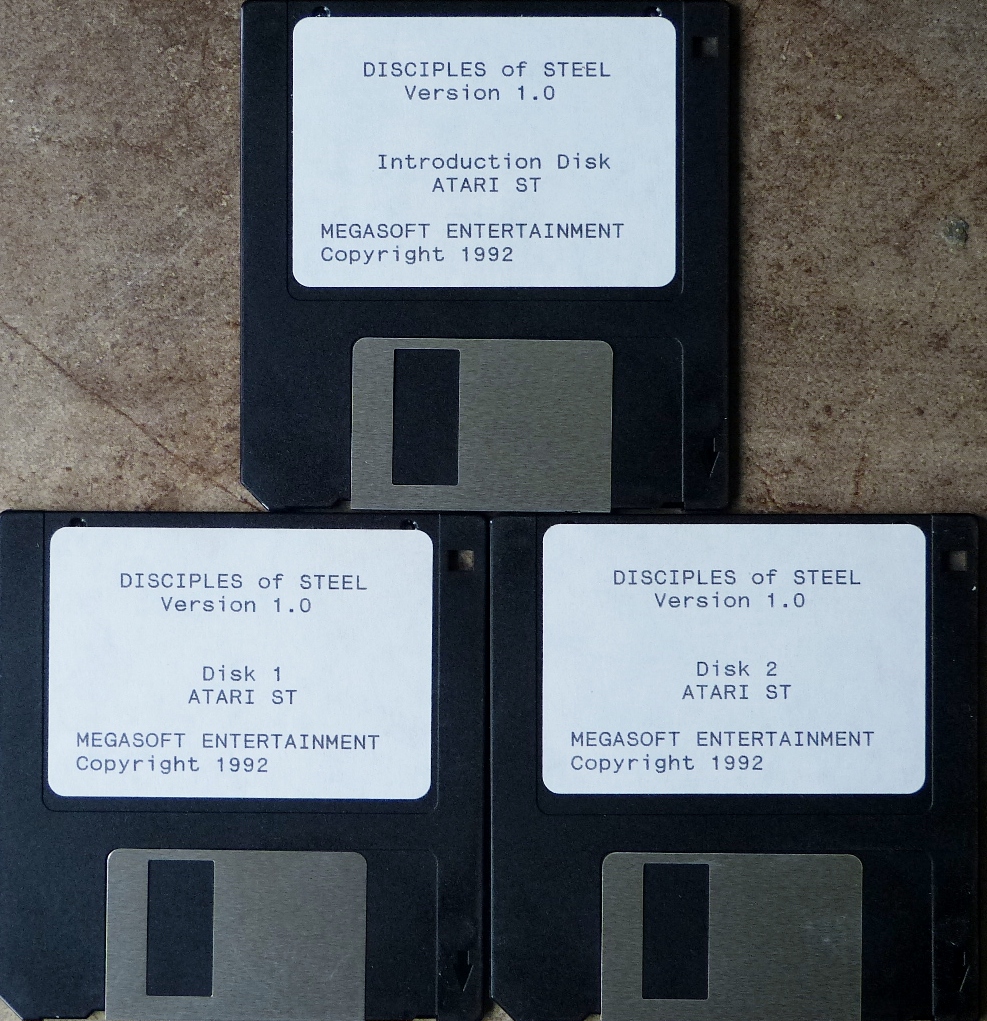 DISCIPLES of STEEL
Version 1.0
Introduction Disk
ATARI ST
MEGASOFT ENTERTAINMENT
Copyright 1992
DISCIPLES of STEEL
Version 1.0
Disk 1
ATARI ST
MEGASOFT ENTERTAINMENT
Copyright 1992
DISCIPLES of STEEL
Version 1.0
Disk 2
ATARI ST
MEGASOFT ENTERTAINMENT
Copyright 1992